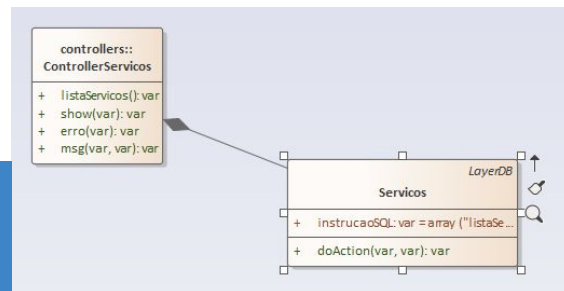 controllers::
ControllerServicos
+ listaServicos(): var
+ show(var): var
+ erro(var): var
+ msg(var, var): var
LayerDB
Servicos
+ instrucaoSQL: var = array ("listaSe...
+ doAction(var, var): var